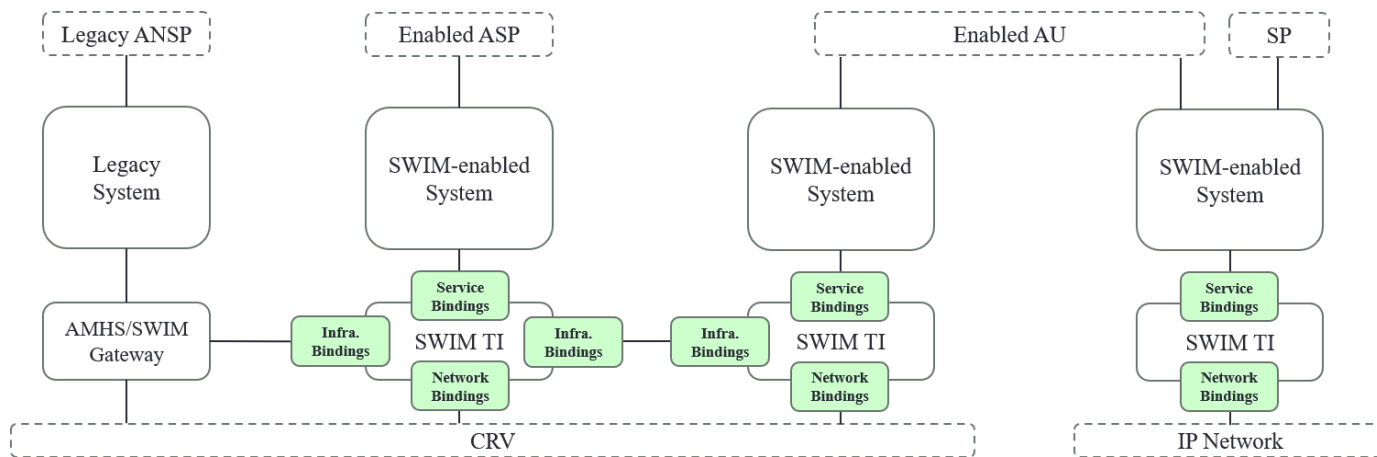 Legacy ANSP
Enabled ASP
Enabled AU
SP
Legacy
System
SWIM-enabled
System
SWIM-enabled
System
SWIM-enabled
System
Service
Bindings
Service
Bindings
Service
Bindings
AMHS/SWIM
Gateway
Infra.
Bindings
SWIM TI
Infra.
Bindings
Infra.
Bindings
SWIM TI
SWIM TI
Network
Bindings
Network
Bindings
Network
Bindings
CRV
IP Network